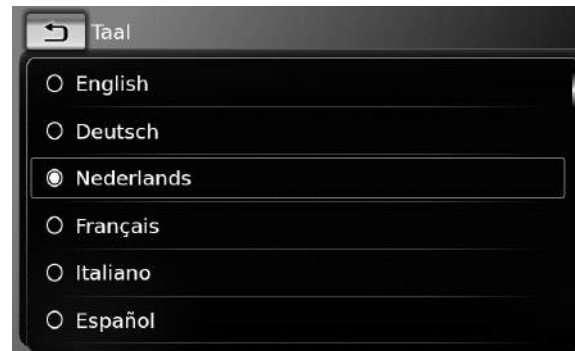 Taal
English
Deutsch
Nederlands
Français
Italiano
Español